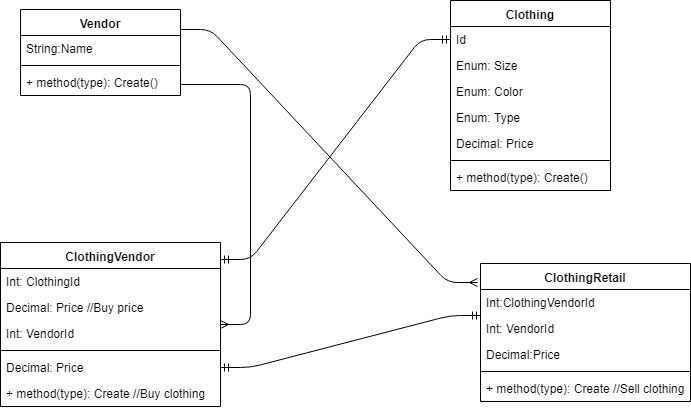 Vendor
String:Name
+ method(type): Create()
Clothing
Id
Enum: Size
Enum: Color
Enum: Type
Decimal: Price
+ method(type): Create()
ClothingVendor
Int: ClothingId
Decimal: Price //Buy price
Int: VendorId
Decimal: Price
+ method(type): Create //Buy clothing
ClothingRetail
Int:ClothingVendorId
Int: VendorId
Decimal:Price
+ method(type): Create //Sell clothing